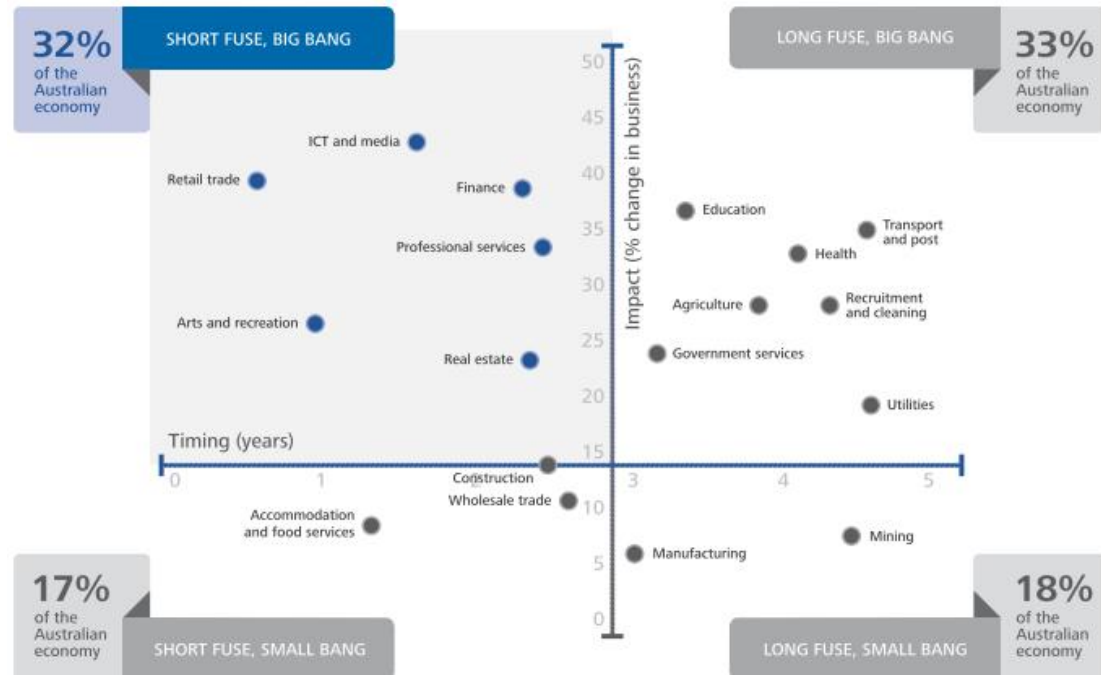 32%
of the
Australian
economy
SHORT FUSE, BIG BANG
LONG FUSE, BIG BANG
33%
of the
Australian
economy
Impact (% change in business)
50
45
40
35
30
25
20
15
10
5
0
ICT and media
Retail trade
Finance
Professional services
Arts and recreation
Real estate
Education
Transport
and post
Health
Agriculture
Recruitment
and cleaning
Government services
Utilities
Timing (years)
0
1
2
3
4
5
Construction
Wholesale trade
Accommodation
and food services
Manufacturing
Mining
17%
of the
Australian
economy
SHORT FUSE, SMALL BANG
LONG FUSE, SMALL BANG
18%
of the
Australian
economy